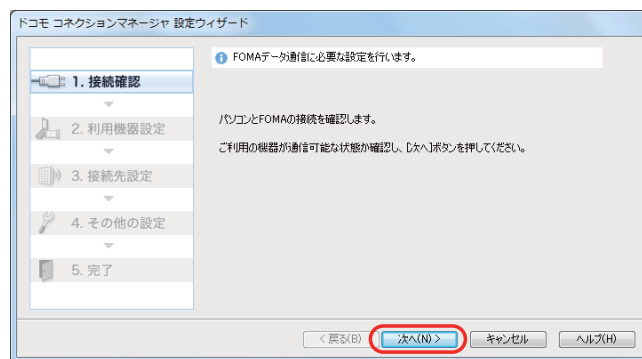 ドコモ コネクションマネージャ 設定ウィザード
FOMAデータ通信に必要な設定を行います。
1. 接続確認
2. 利用機器設定
3. 接続先設定
4. その他の設定
5. 完了
パソコンとFOMAの接続を確認します。
ご利用の機器が通信可能な状態か確認し、[次へ]ボタンを押してください。
< 戻る(B)
次へ(N) >
キャンセル
ヘルプ(H)